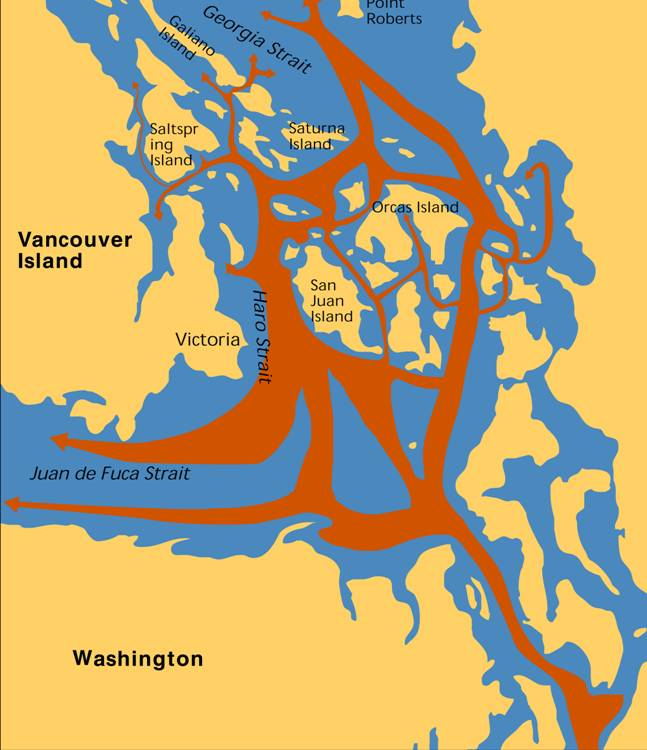 Point
Roberts
Georgia Strait
Galiano
Island
Saltspr
ing
Island
Saturna
Island
Orcas Island
Vancouver
Island
San
Juan
Island
Haro Strait
Victoria
Juan de Fuca Strait
Washington